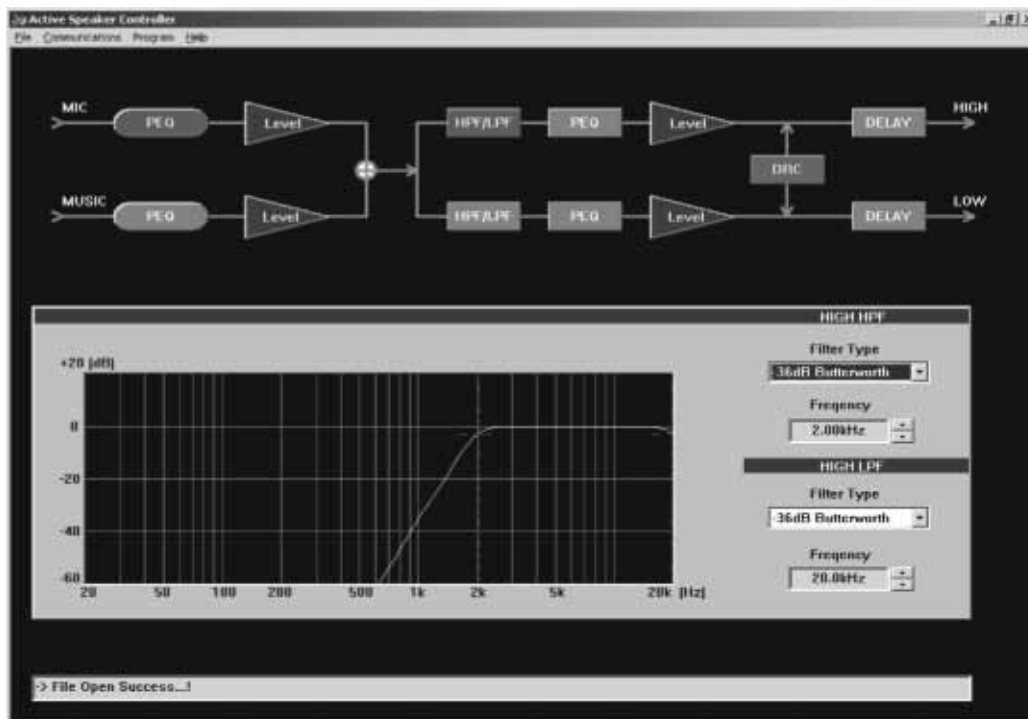 Active Speaker Controller
File Communications Program Help
MIC PEQ Level HPF/LPF PEQ Level DELAY HIGH
DRC
MUSIC PEQ Level HPF/LPF PEQ Level DELAY LOW
HIGH HPF
+20 [dB]
0
-20
-40
-60
20 50 100 200 500 1k 2k 5k 20k [Hz]
Filter Type
-36dB Butterworth
Freqency
2.00kHz
HIGH LPF
Filter Type
-36dB Butterworth
Freqency
20.0kHz
-> File Open Success...!